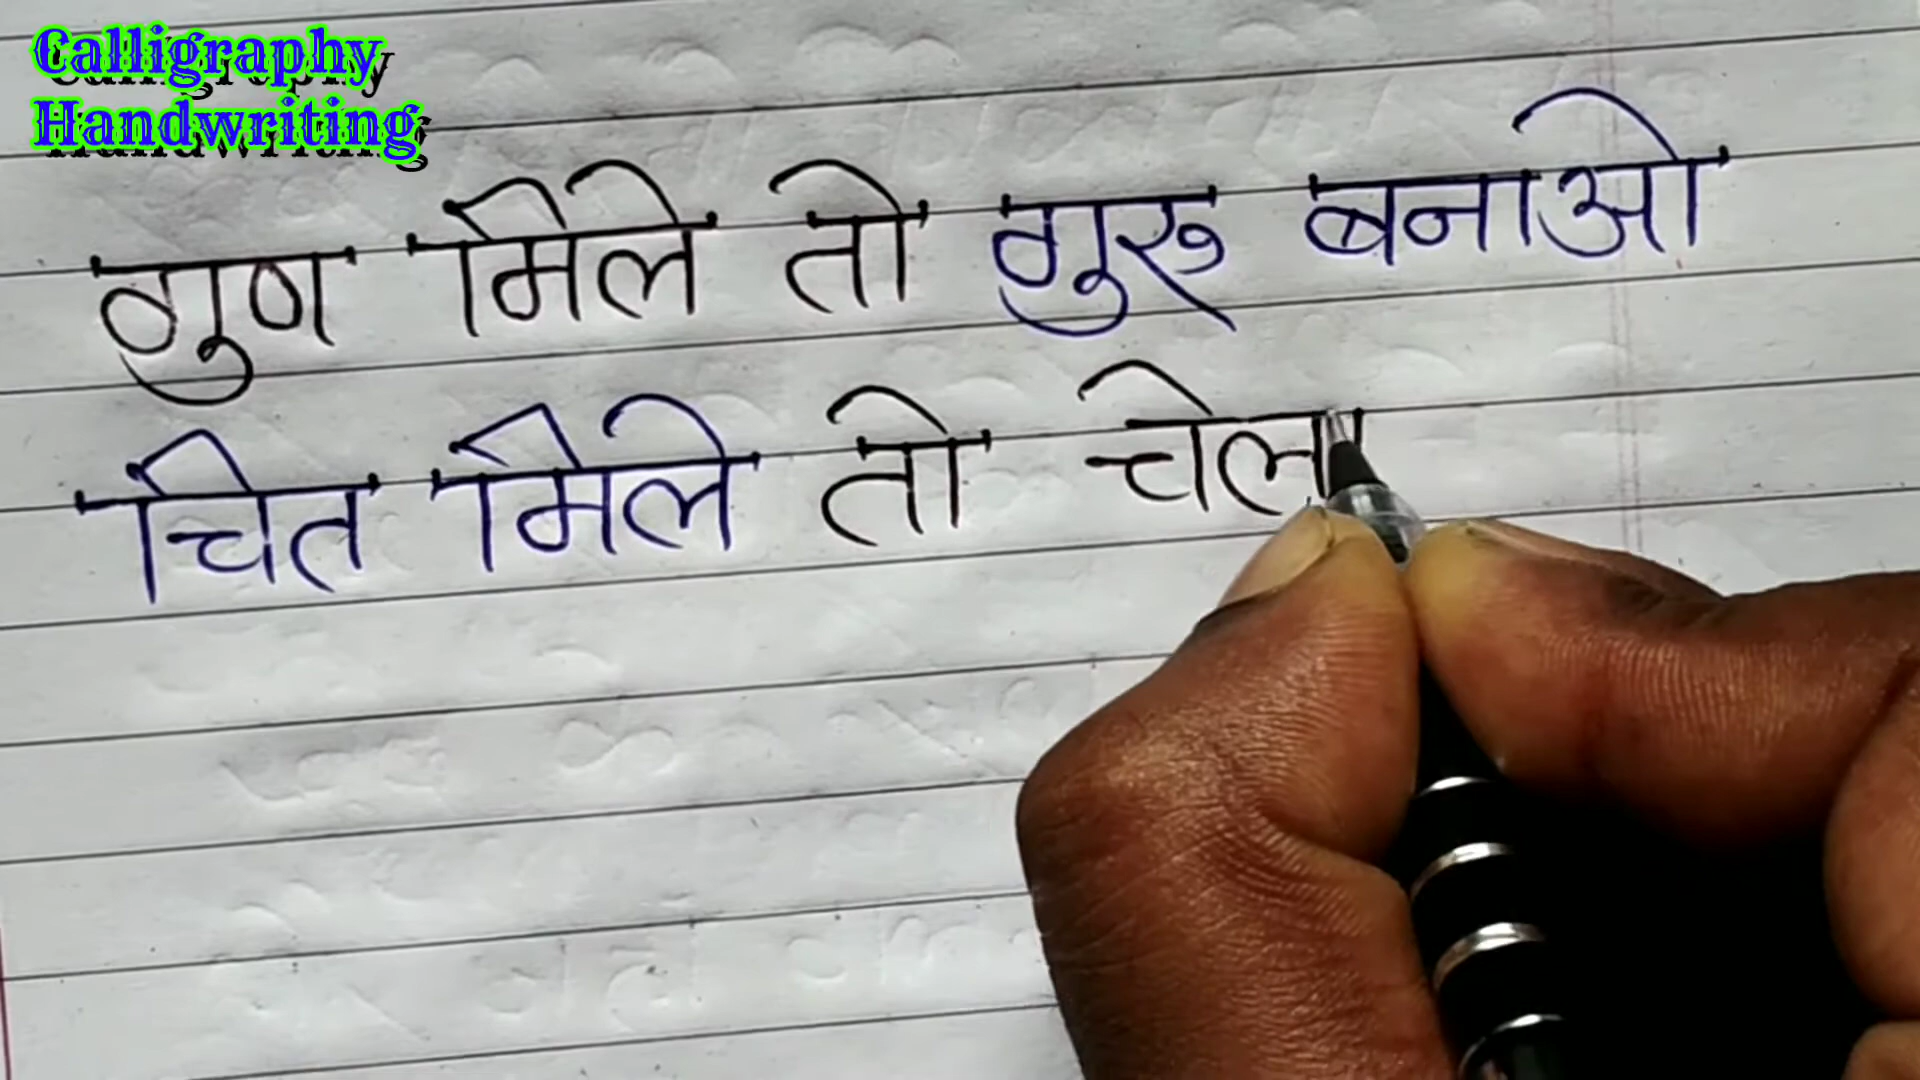 Calligraphy
Handwriting
गुण मिले तो गुरु बनाओ
चित मिले तो चेला